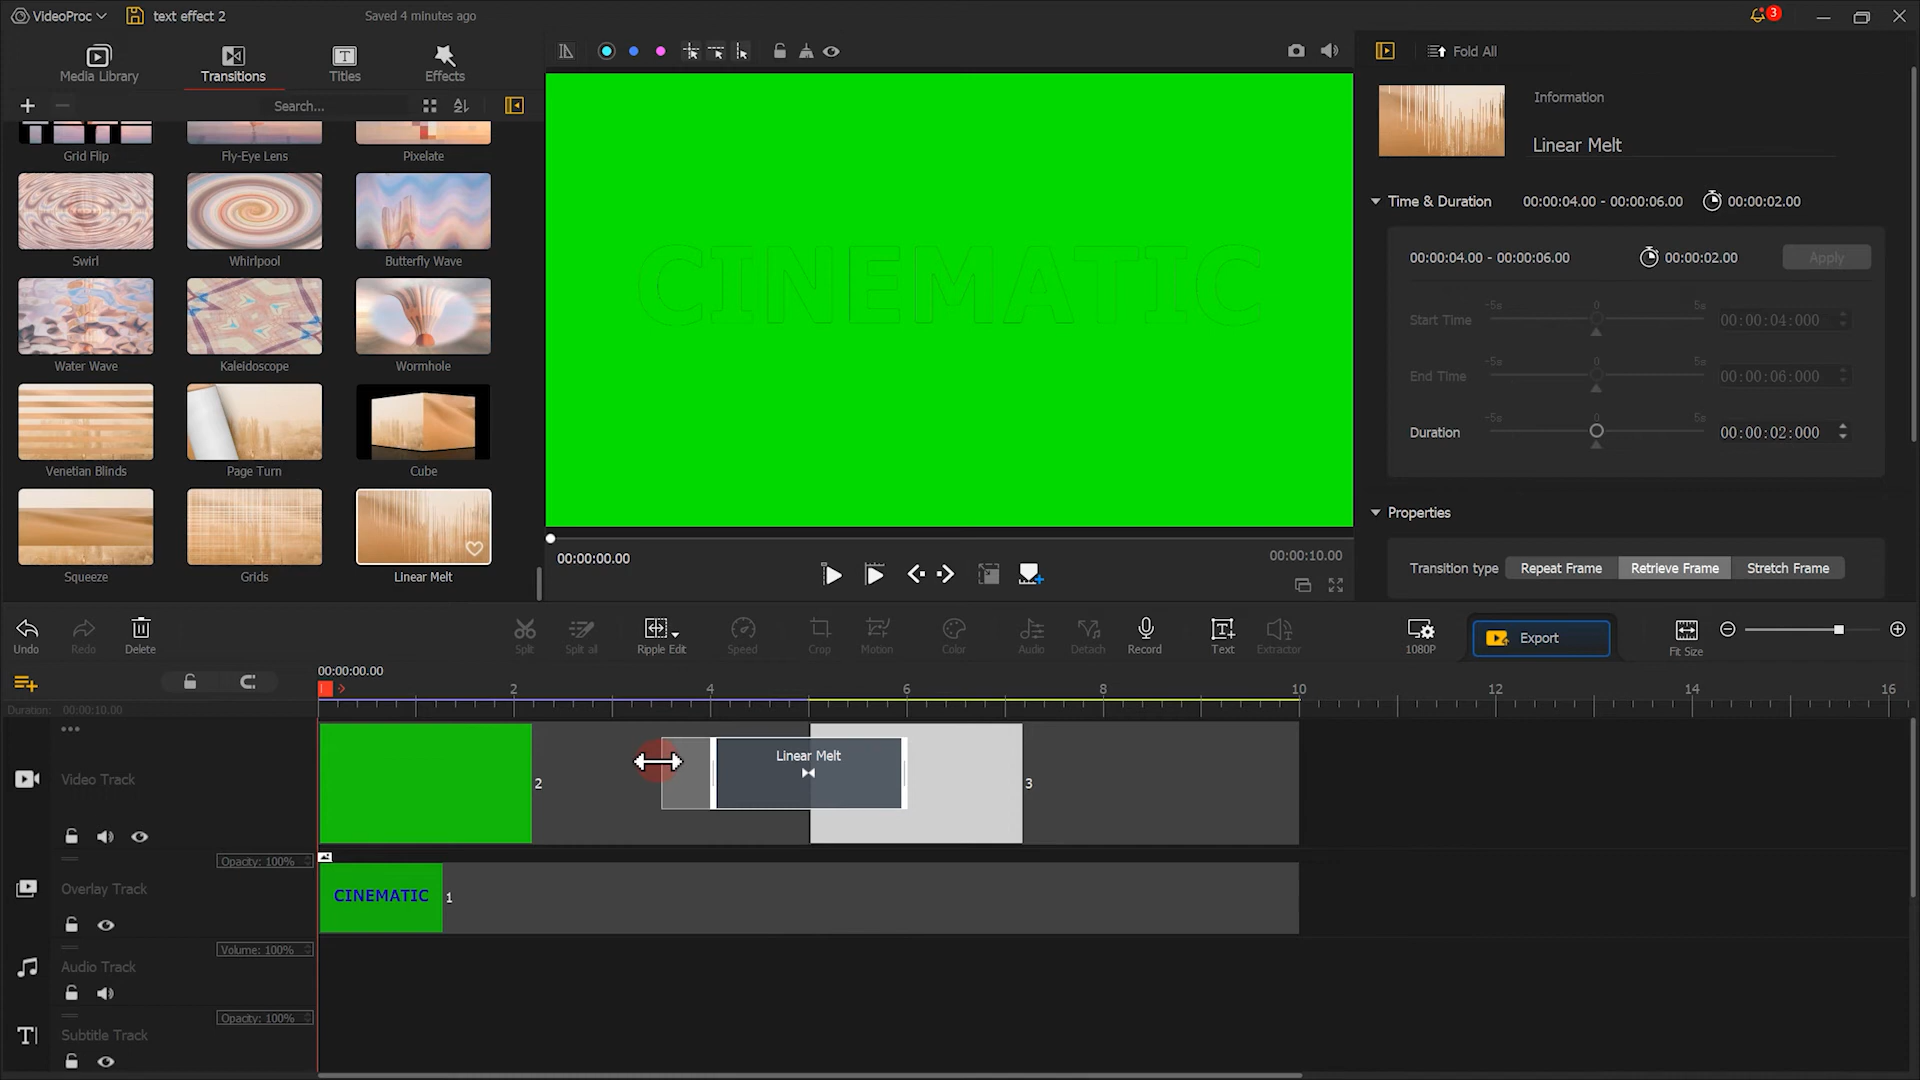 VideoProc
text effect 2
Saved 4 minutes ago
3
Media Library
Transitions
Titles
Effects
Search...
Fold All
Grid Flip
Fly-Eye Lens
Pixelate
Swirl
Whirlpool
Butterfly Wave
Water Wave
Kaleidoscope
Wormhole
Venetian Blinds
Page Turn
Cube
Squeeze
Grids
Linear Melt
CINEMATIC
00:00:00.00
00:00:10.00
Information
Linear Melt
Time & Duration 00:00:04.00 - 00:00:06.00 00:00:02.00
00:00:04.00 - 00:00:06.00 00:00:02.00 Apply
-5s 0 5s
Start Time 00:00:04:000
-5s 0 5s
End Time 00:00:06:000
-5s 0 5s
Duration 00:00:02:000
Properties
Transition type Repeat Frame Retrieve Frame Stretch Frame
Undo
Redo
Delete
Split
Split all
Ripple Edit
Speed
Crop
Motion
Color
Audio
Detach
Record
Text
Extractor
1080P
Export
Fit Size
00:00:00.00
2 4 6 8 10 12 14 16
Duration: 00:00:10.00
Video Track
2
Linear Melt
3
Opacity: 100%
Overlay Track
CINEMATIC
1
Volume: 100%
Audio Track
Opacity: 100%
Subtitle Track